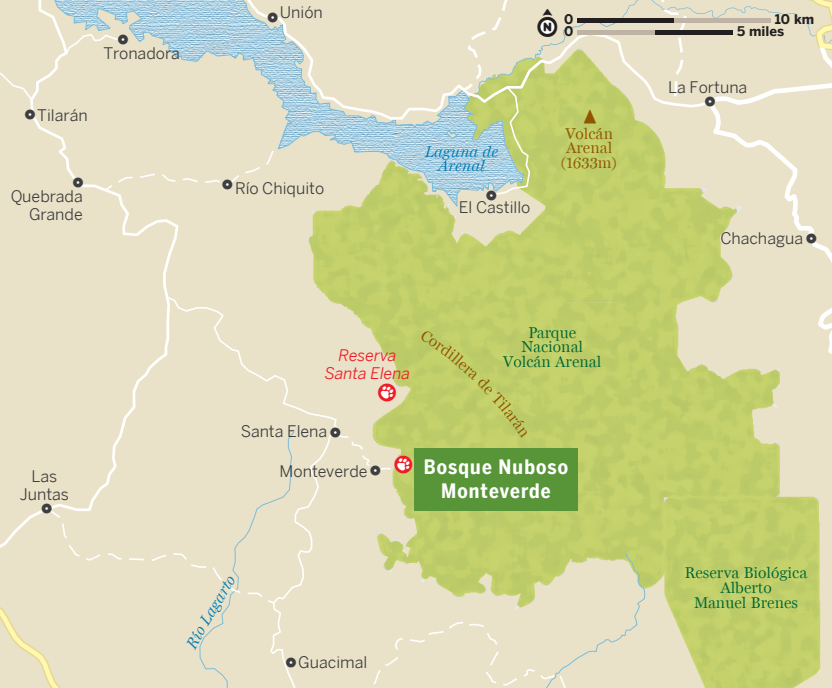 Unión
N
0
10 km
0
5 miles
Tronadora
La Fortuna
Tilarán
Volcán
Arenal
(1633m)
Laguna de
Arenal
Quebrada
Grande
Río Chiquito
El Castillo
Chachagua
Parque
Nacional
Volcán Arenal
Cordillera de Tilarán
Reserva
Santa Elena
Santa Elena
Monteverde
Bosque Nuboso
Monteverde
Las
Juntas
Reserva Biológica
Alberto
Manuel Brenes
Río Lagarto
Guacimal